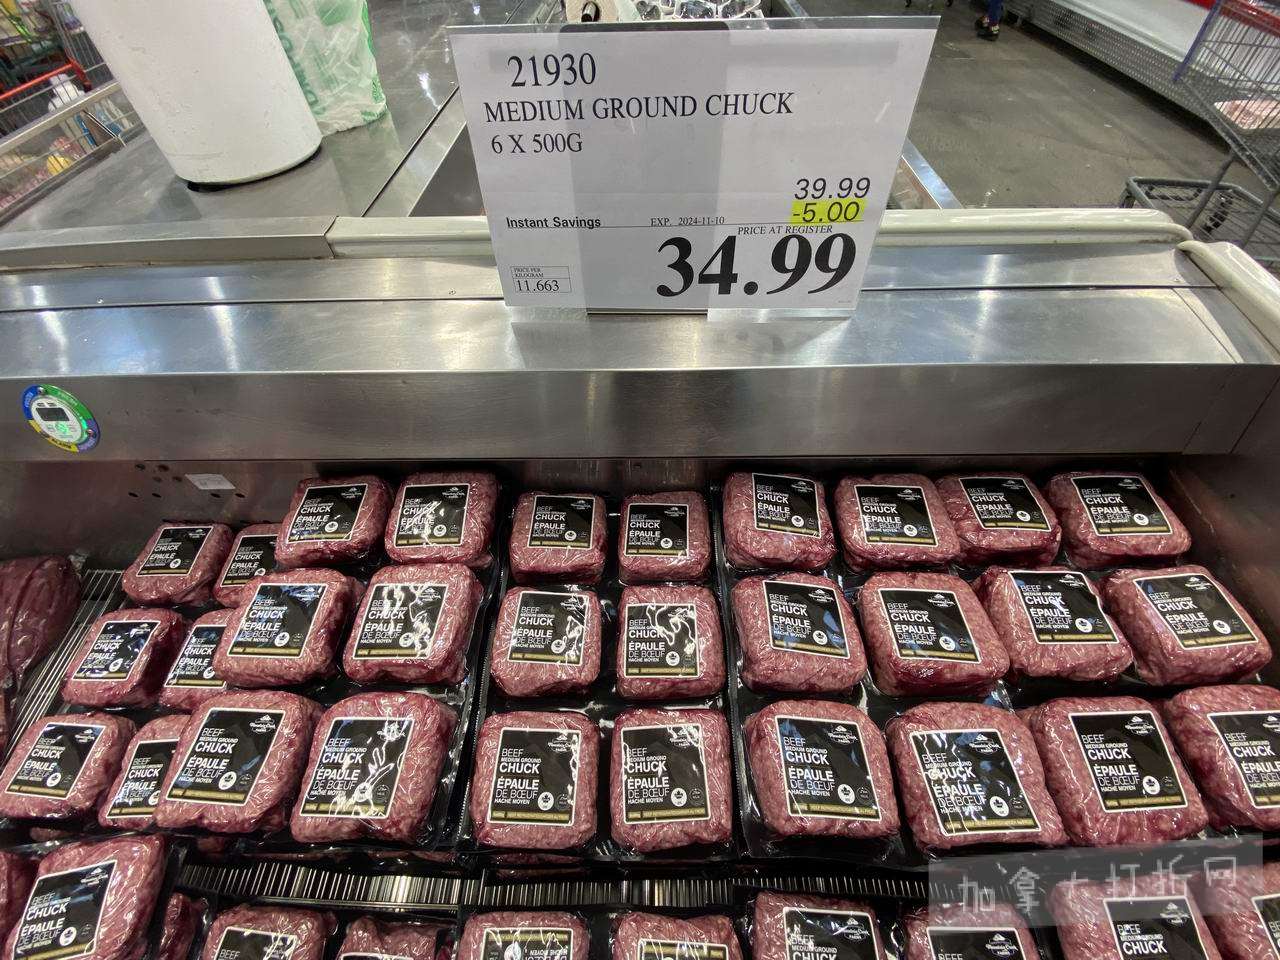 21930
MEDIUM GROUND CHUCK
6 X 500G
39.99
-5.00
Instant Savings EXP. 2024-11-10
PRICE AT REGISTER
34.99
PRICE PER
KILOGRAM
11.663
BEEF
MEDIUM GROUND
CHUCK
ÉPAULE
DE BŒUF
HACHÉ MOYEN
加拿大打折网